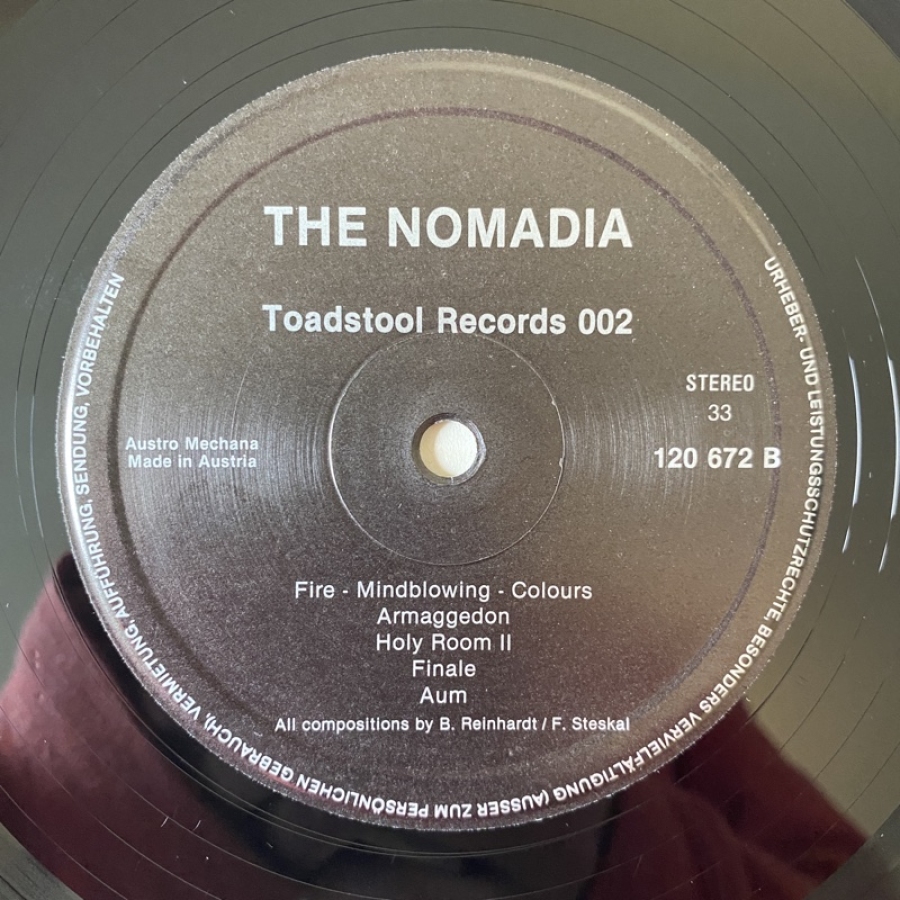 THE NOMADIA
Toadstool Records 002
STEREO
33
Austro Mechana
Made in Austria
120 672 B
Fire - Mindblowing - Colours
Armaggedon
Holy Room II
Finale
Aum
All compositions by B. Reinhardt / F. Steskal
URHEBER- UND LEISTUNGSSCHUTZRECHTE, BESONDERS VERVIELFÄLTIGUNG (AUSSER ZUM PERSÖNLICHEN GEBRAUCH), VERMIETUNG, AUFFÜHRUNG, SENDUNG, VORBEHALTEN